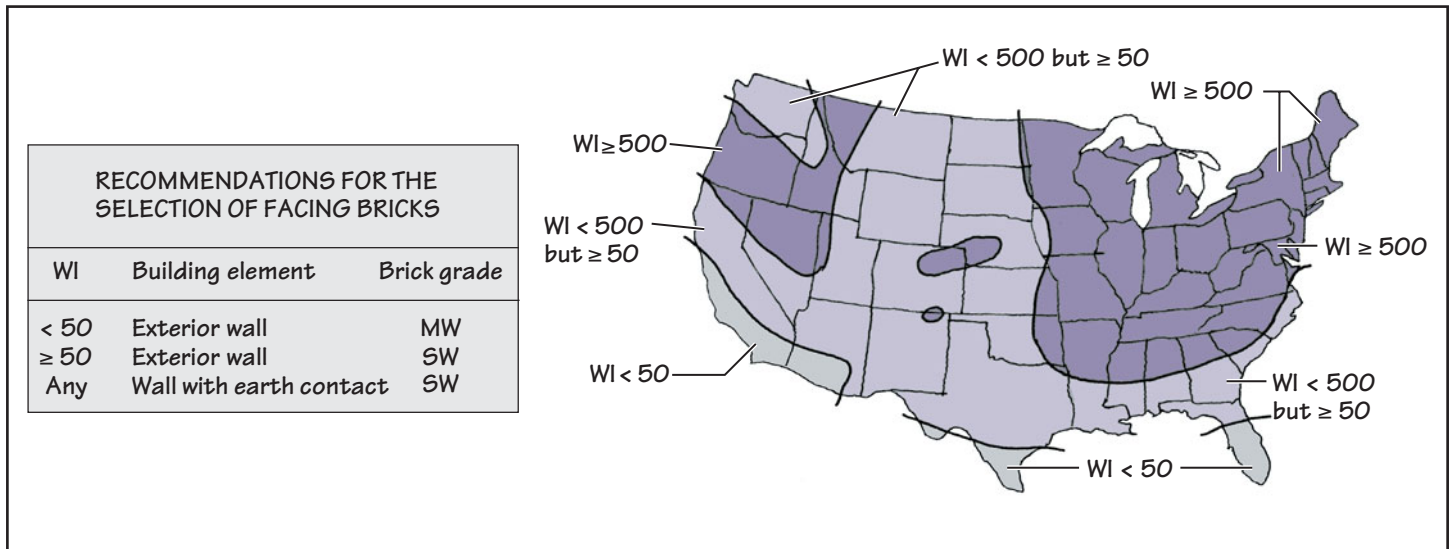 RECOMMENDATIONS FOR THE
SELECTION OF FACING BRICKS
WI Building element Brick grade
< 50 Exterior wall MW
≥ 50 Exterior wall SW
Any Wall with earth contact SW
WI < 500 but ≥ 50
WI ≥ 500
WI ≥ 500
WI < 500
but ≥ 50
WI ≥ 500
WI < 50
WI < 500
but ≥ 50
WI < 50